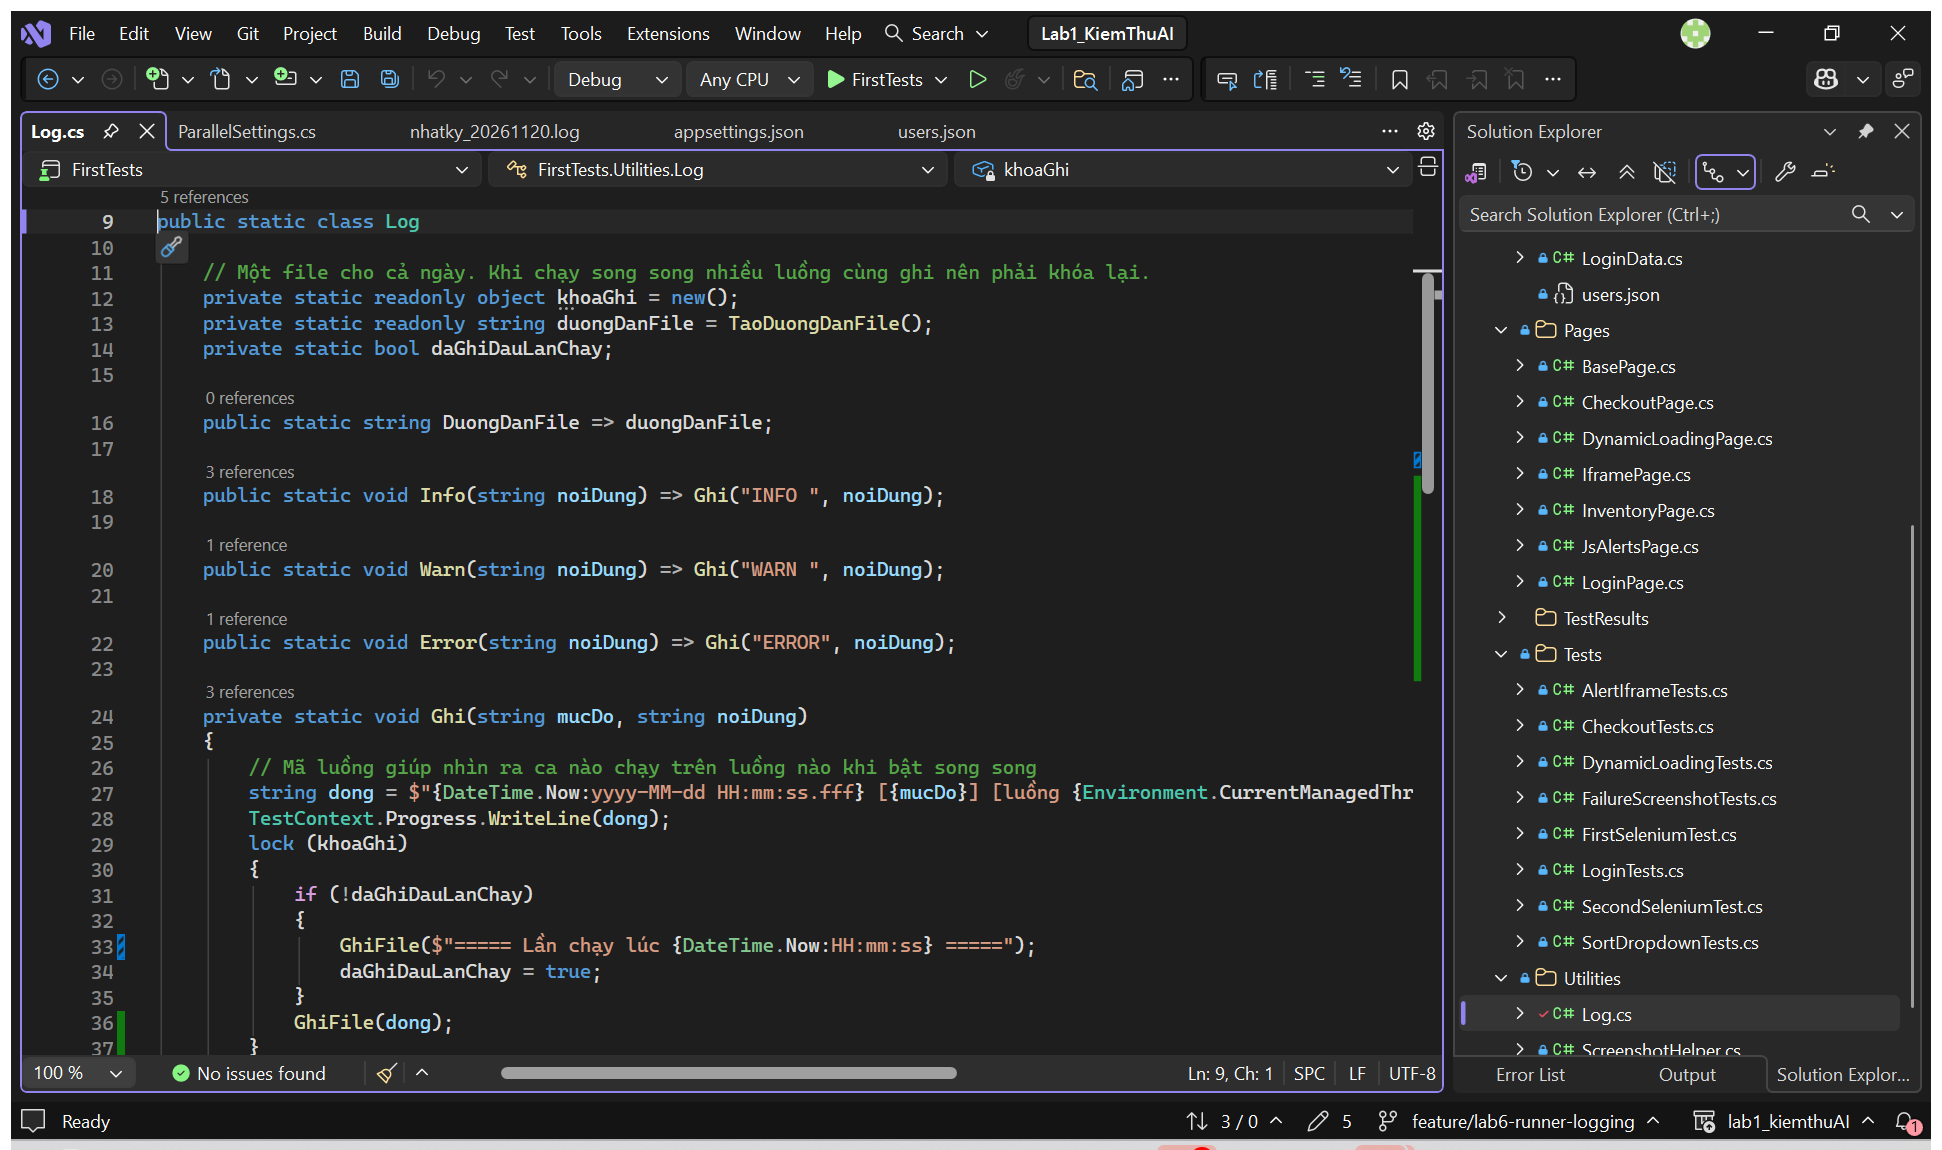 File Edit View Git Project Build Debug Test Tools Extensions Window Help Search Lab1_KiemThuAI
Debug Any CPU FirstTests
Log.cs ParallelSettings.cs nhatky_20261120.log appsettings.json users.json
FirstTests FirstTests.Utilities.Log khoaGhi
5 references
9 public static class Log
10
11 // Một file cho cả ngày. Khi chạy song song nhiều luồng cùng ghi nên phải khóa lại.
12 private static readonly object khoaGhi = new();
13 private static readonly string duongDanFile = TaoDuongDanFile();
14 private static bool daGhiDauLanChay;
15
0 references
16 public static string DuongDanFile => duongDanFile;
17
3 references
18 public static void Info(string noiDung) => Ghi("INFO ", noiDung);
19
1 reference
20 public static void Warn(string noiDung) => Ghi("WARN ", noiDung);
21
1 reference
22 public static void Error(string noiDung) => Ghi("ERROR", noiDung);
23
3 references
24 private static void Ghi(string mucDo, string noiDung)
25 {
26 // Mã luồng giúp nhìn ra ca nào chạy trên luồng nào khi bật song song
27 string dong = $"{DateTime.Now:yyyy-MM-dd HH:mm:ss.fff} [{mucDo}] [luồng {Environment.CurrentManagedThr
28 TestContext.Progress.WriteLine(dong);
29 lock (khoaGhi)
30 {
31 if (!daGhiDauLanChay)
32 {
33 GhiFile($"===== Lần chạy lúc {DateTime.Now:HH:mm:ss} =====");
34 daGhiDauLanChay = true;
35 }
36 GhiFile(dong);
37 }
100 % No issues found Ln: 9, Ch: 1 SPC LF UTF-8
Solution Explorer
Search Solution Explorer (Ctrl+;)
C# LoginData.cs
users.json
Pages
C# BasePage.cs
C# CheckoutPage.cs
C# DynamicLoadingPage.cs
C# IframePage.cs
C# InventoryPage.cs
C# JsAlertsPage.cs
C# LoginPage.cs
TestResults
Tests
C# AlertIframeTests.cs
C# CheckoutTests.cs
C# DynamicLoadingTests.cs
C# FailureScreenshotTests.cs
C# FirstSeleniumTest.cs
C# LoginTests.cs
C# SecondSeleniumTest.cs
C# SortDropdownTests.cs
Utilities
C# Log.cs
C# ScreenshotHelper.cs
Error List Output Solution Explor...
Ready 3 / 0 5 feature/lab6-runner-logging lab1_kiemthuAI 1